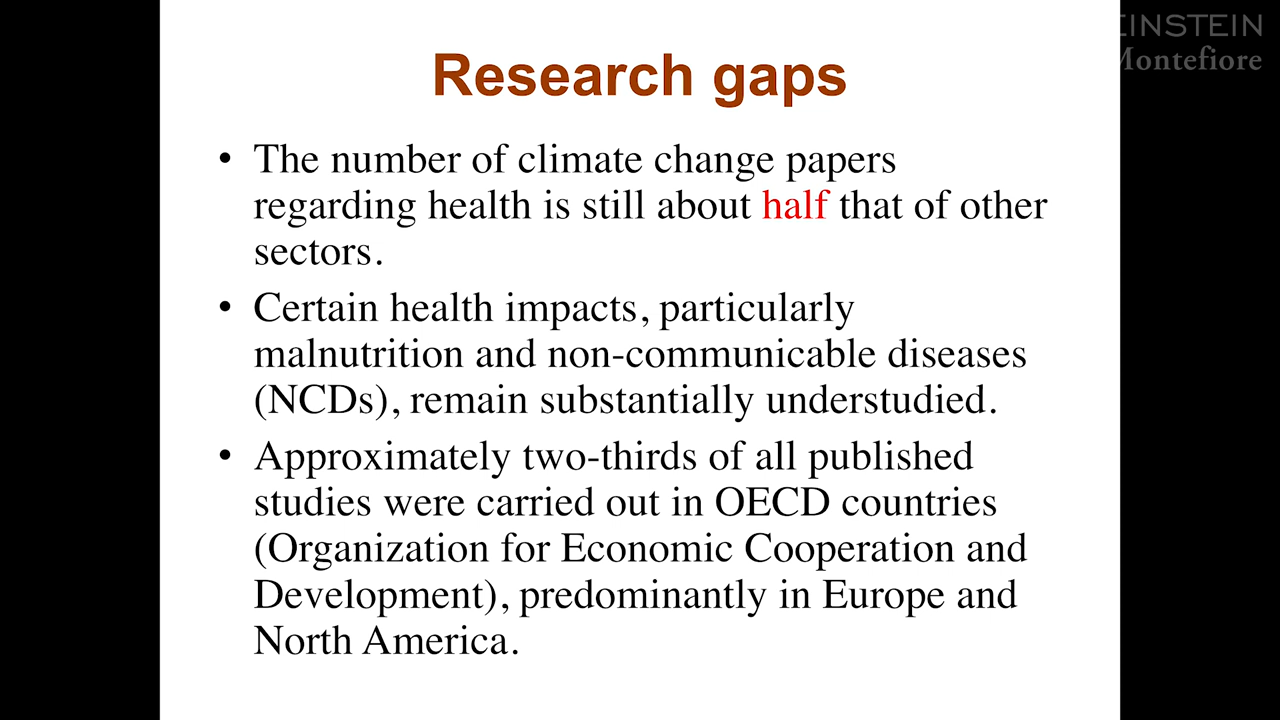 EINSTEIN
Montefiore
Research gaps
• The number of climate change papers
regarding health is still about half that of other
sectors.
• Certain health impacts, particularly
malnutrition and non-communicable diseases
(NCDs), remain substantially understudied.
• Approximately two-thirds of all published
studies were carried out in OECD countries
(Organization for Economic Cooperation and
Development), predominantly in Europe and
North America.